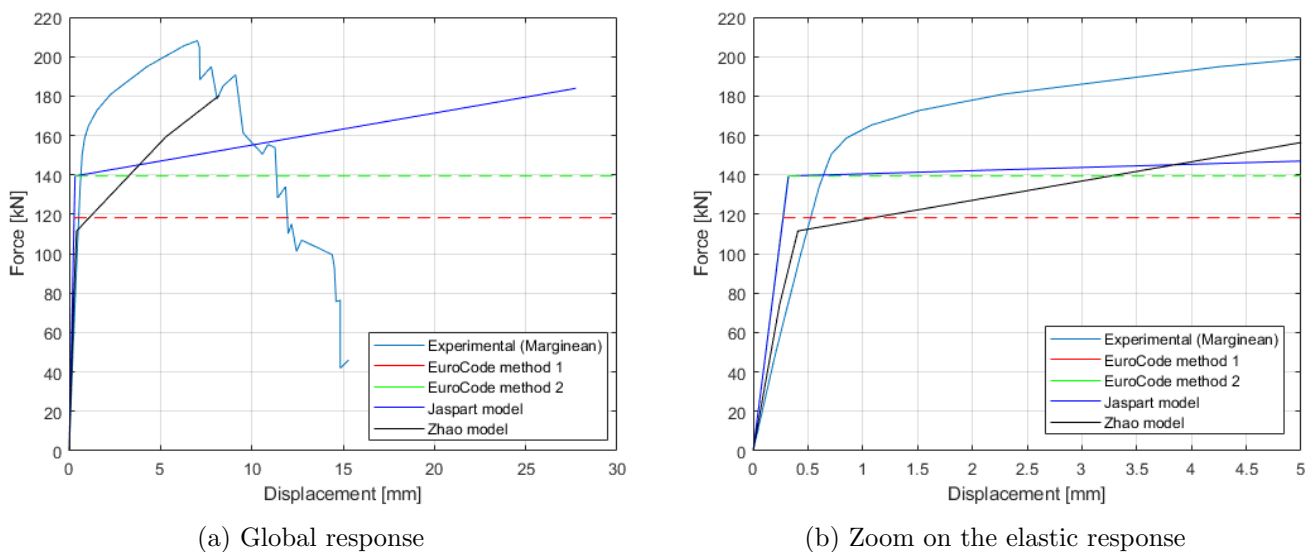 220
200
180
160
140
120
100
80
60
40
20
0
Force [kN]
Experimental (Marginean)
EuroCode method 1
EuroCode method 2
Jaspart model
Zhao model
0 5 10 15 20 25 30
Displacement [mm]
(a) Global response
220
200
180
160
140
120
100
80
60
40
20
0
Force [kN]
Experimental (Marginean)
EuroCode method 1
EuroCode method 2
Jaspart model
Zhao model
0 0.5 1 1.5 2 2.5 3 3.5 4 4.5 5
Displacement [mm]
(b) Zoom on the elastic response